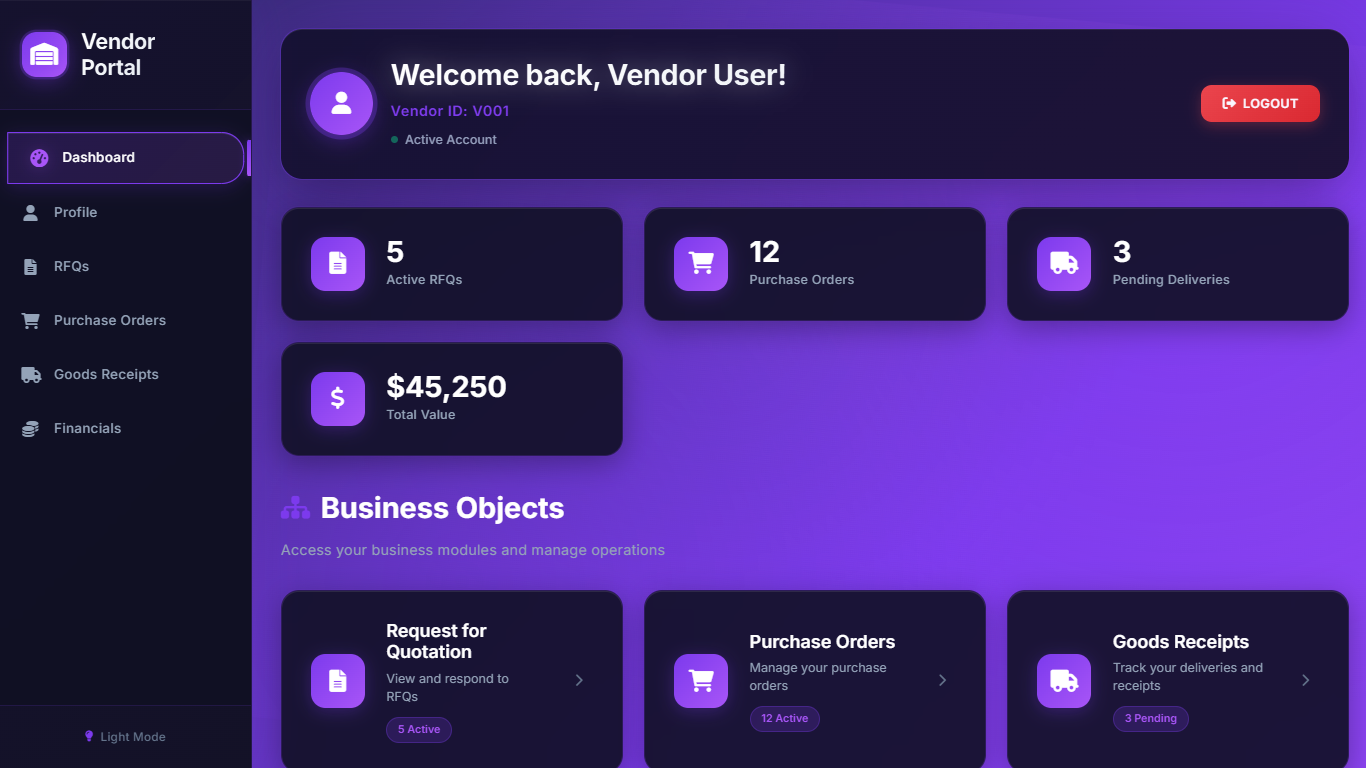 Vendor
Portal
Dashboard
Profile
RFQs
Purchase Orders
Goods Receipts
Financials
Light Mode
Welcome back, Vendor User!
Vendor ID: V001
Active Account
LOGOUT
5
Active RFQs
12
Purchase Orders
3
Pending Deliveries
$45,250
Total Value
Business Objects
Access your business modules and manage operations
Request for
Quotation
View and respond to
RFQs
5 Active
Purchase Orders
Manage your purchase
orders
12 Active
Goods Receipts
Track your deliveries and
receipts
3 Pending